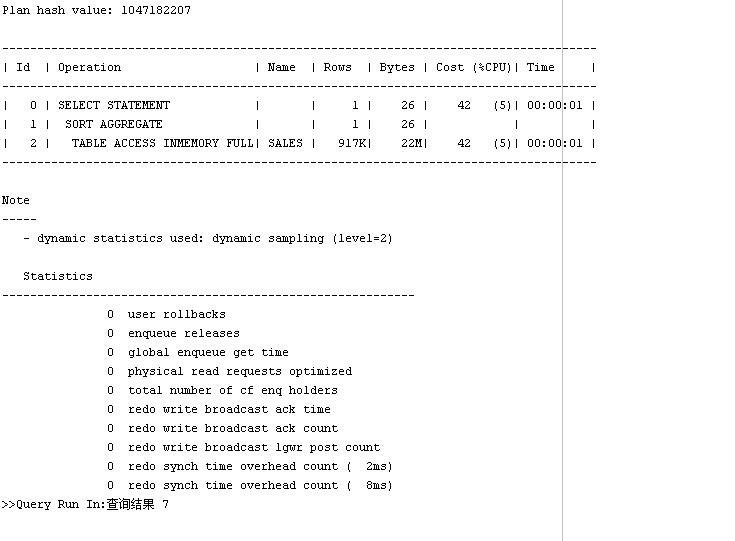 Plan hash value: 1047182207
-------------------------------------------------------------------------------------
| Id  | Operation                   | Name  | Rows  | Bytes | Cost (%CPU)| Time     |
-------------------------------------------------------------------------------------
|   0 | SELECT STATEMENT            |       |     1 |    26 |    42   (5)| 00:00:01 |
|   1 |  SORT AGGREGATE             |       |     1 |    26 |            |          |
|   2 |   TABLE ACCESS INMEMORY FULL| SALES |   917K|    22M|    42   (5)| 00:00:01 |
-------------------------------------------------------------------------------------
Note
-----
   - dynamic statistics used: dynamic sampling (level=2)
   Statistics
-----------------------------------------------------------
               0  user rollbacks
               0  enqueue releases
               0  global enqueue get time
               0  physical read requests optimized
               0  total number of cf enq holders
               0  redo write broadcast ack time
               0  redo write broadcast ack count
               0  redo write broadcast lgwr post count
               0  redo synch time overhead count (  2ms)
               0  redo synch time overhead count (  8ms)
>>Query Run In:查询结果 7